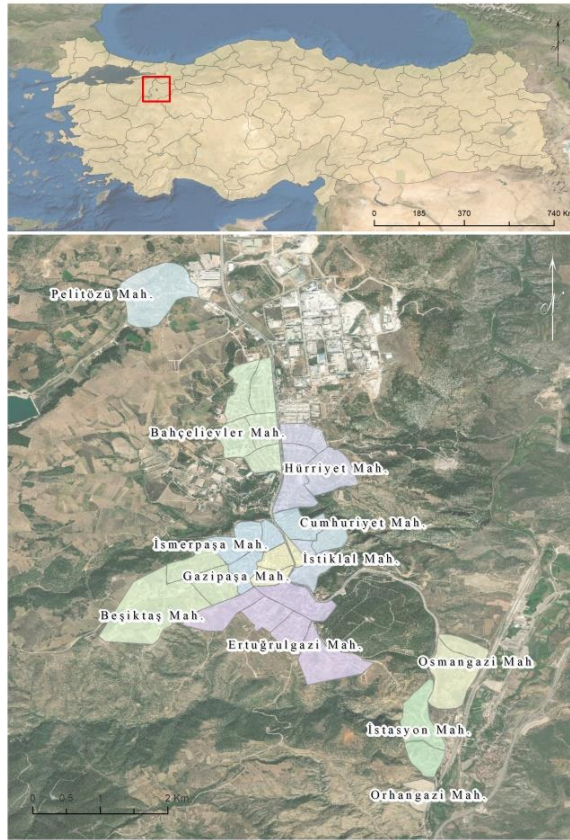 0 185 370 740 Km
Pelitözü Mah.
Bahçelievler Mah.
Hürriyet Mah.
Cumhuriyet Mah.
İsmerpaşa Mah.
İstiklal Mah.
Gazipaşa Mah.
Beşiktaş Mah.
Ertuğrulgazi Mah.
Osmangazi Mah
İstasyon Mah.
Orhangazi Mah.
0 0.5 1 2 Km